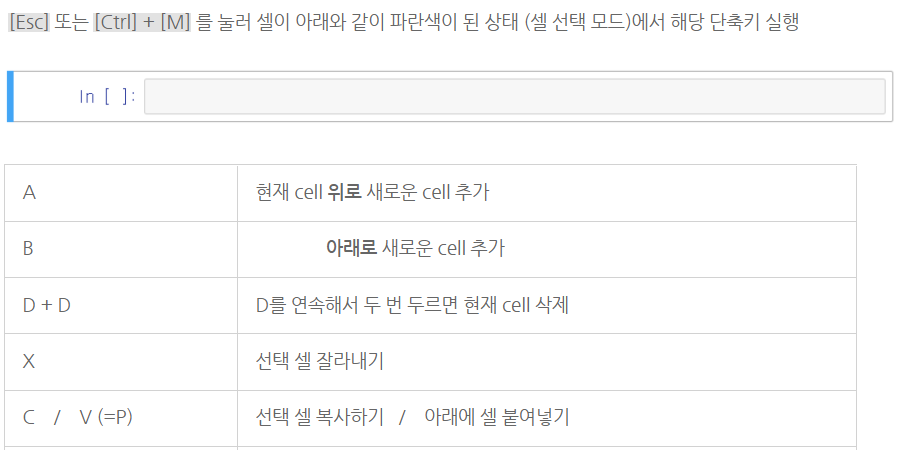 [Esc] 또는 [Ctrl] + [M] 를 눌러 셀이 아래와 같이 파란색이 된 상태 (셀 선택 모드)에서 해당 단축키 실행
In [ ]:
A 현재 cell 위로 새로운 cell 추가
B 아래로 새로운 cell 추가
D + D D를 연속해서 두 번 두르면 현재 cell 삭제
X 선택 셀 잘라내기
C / V (=P) 선택 셀 복사하기 / 아래에 셀 붙여넣기